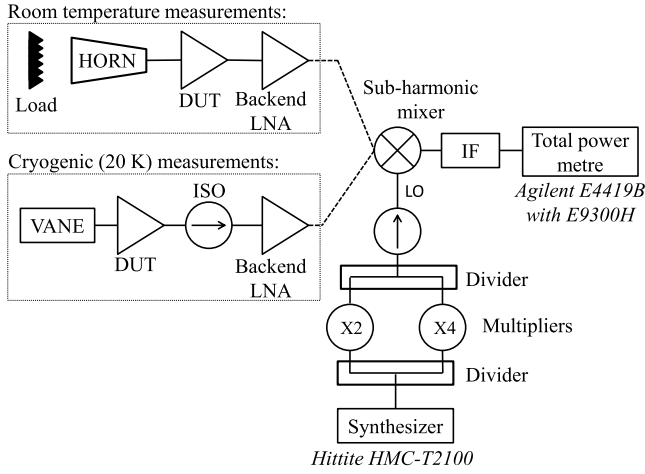 Room temperature measurements:
HORN
Load
DUT
Backend
LNA
Sub-harmonic
mixer
IF
Total power
metre
Agilent E4419B
with E9300H
LO
Cryogenic (20 K) measurements:
VANE
DUT
ISO
Backend
LNA
Divider
X2
X4
Multipliers
Divider
Synthesizer
Hittite HMC-T2100